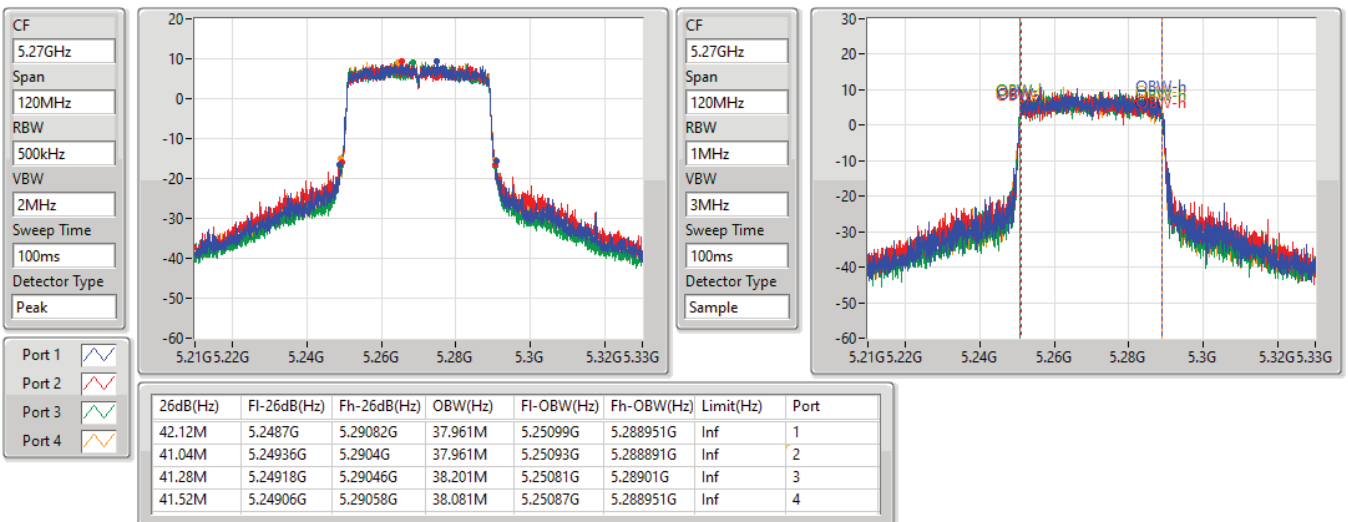 CF
5.27GHz
Span
120MHz
RBW
500kHz
VBW
2MHz
Sweep Time
100ms
Detector Type
Peak
20
10
0
-10
-20
-30
-40
-50
-60
5.21G 5.22G 5.24G 5.26G 5.28G 5.3G 5.32G 5.33G
CF
5.27GHz
Span
120MHz
RBW
1MHz
VBW
3MHz
Sweep Time
100ms
Detector Type
Sample
30
20
10
0
-10
-20
-30
-40
-50
-60
OBW-h
OBW-h
5.21G 5.22G 5.24G 5.26G 5.28G 5.3G 5.32G 5.33G
Port 1
Port 2
Port 3
Port 4
26dB(Hz) Fl-26dB(Hz) Fh-26dB(Hz) OBW(Hz) Fl-OBW(Hz) Fh-OBW(Hz) Limit(Hz) Port
42.12M 5.2487G 5.29082G 37.961M 5.25099G 5.288951G Inf 1
41.04M 5.24936G 5.2904G 37.961M 5.25093G 5.288891G Inf 2
41.28M 5.24918G 5.29046G 38.201M 5.25081G 5.28901G Inf 3
41.52M 5.24906G 5.29058G 38.081M 5.25087G 5.288951G Inf 4